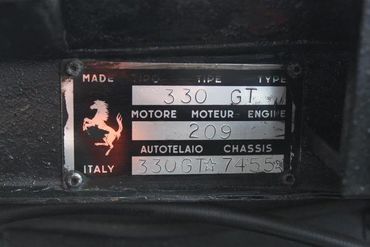 MADE TIPO TYPE TYPE
330 GT
MOTORE MOTEUR ENGINE
209
AUTOTELAIO CHASSIS
ITALY 330GT☆7455☆